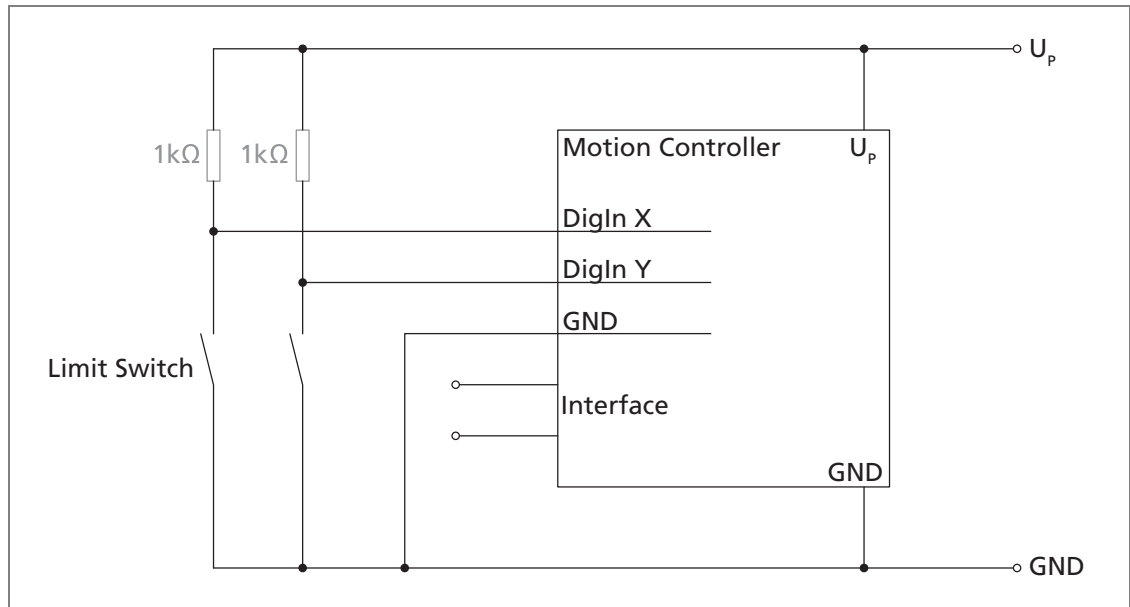 U_P
1kΩ 1kΩ
Motion Controller U_P
DigIn X
DigIn Y
GND
Limit Switch
Interface
GND
GND